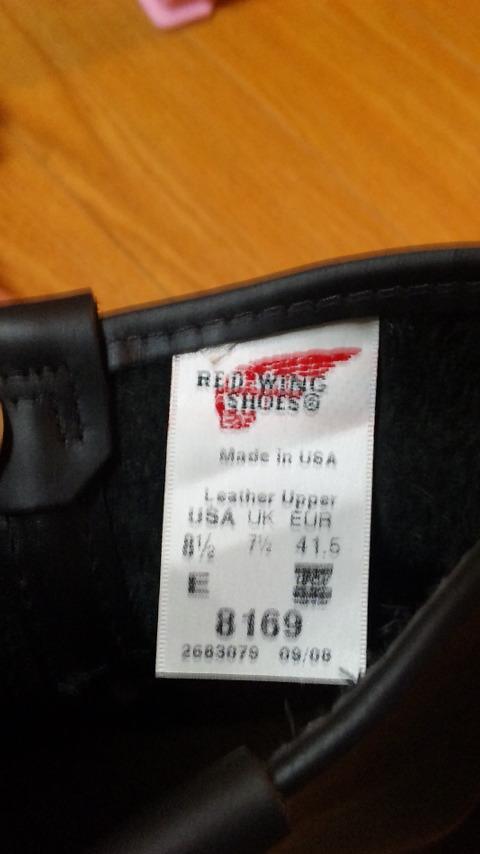 RED WING
SHOES®
Made in USA
Leather Upper
USA UK EUR
8½ 7½ 41.5
E
8169
2683079 09/08